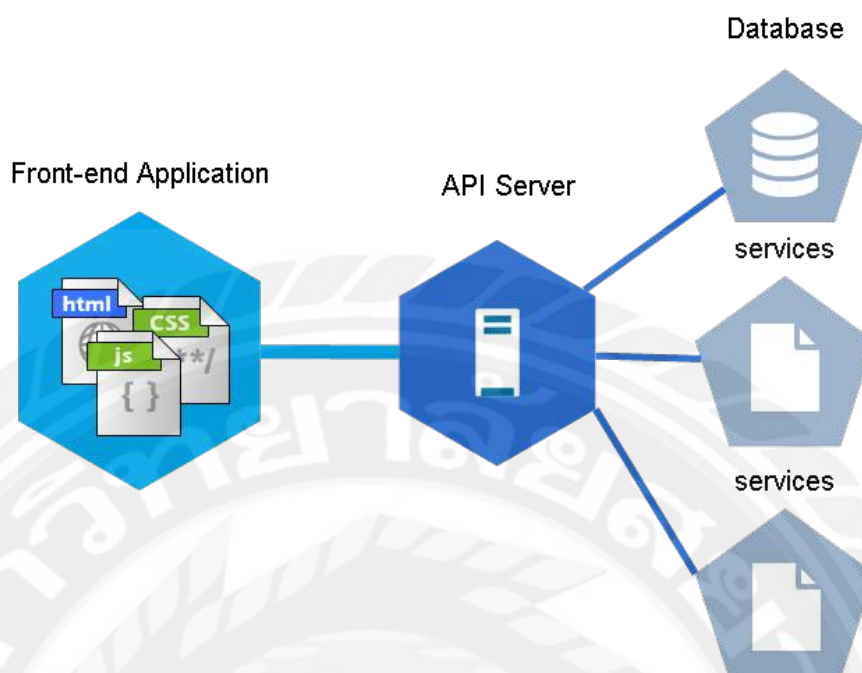 Database
Front-end Application
API Server
html
CSS
**/
js
{ }
services
services